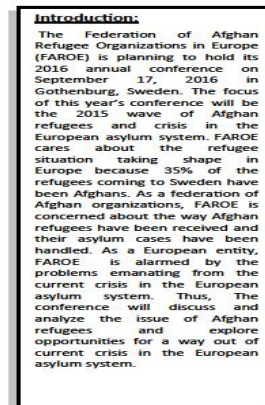 Introduction:
The Federation of Afghan
Refugee Organizations in Europe
(FAROE) is planning to hold its
2016 annual conference on
September 17, 2016 in
Gothenburg, Sweden. The focus
of this year's conference will be
the 2015 wave of Afghan
refugees and crisis in the
European asylum system. FAROE
cares about the refugee
situation taking shape in
Europe because 35% of the
refugees coming to Sweden have
been Afghans. As a federation of
Afghan organizations, FAROE is
concerned about the way Afghan
refugees have been received and
their asylum cases have been
handled. As a European entity,
FAROE is alarmed by the
problems emanating from the
current crisis in the European
asylum system. Thus, The
conference will discuss and
analyze the issue of Afghan
refugees and explore
opportunities for a way out of
current crisis in the European
asylum system.